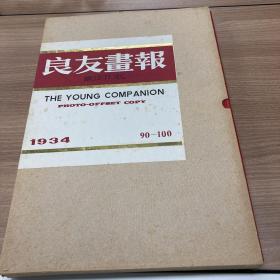 良友畫報
THE YOUNG COMPANION
PHOTO-OFFSET COPY
1934
90-100